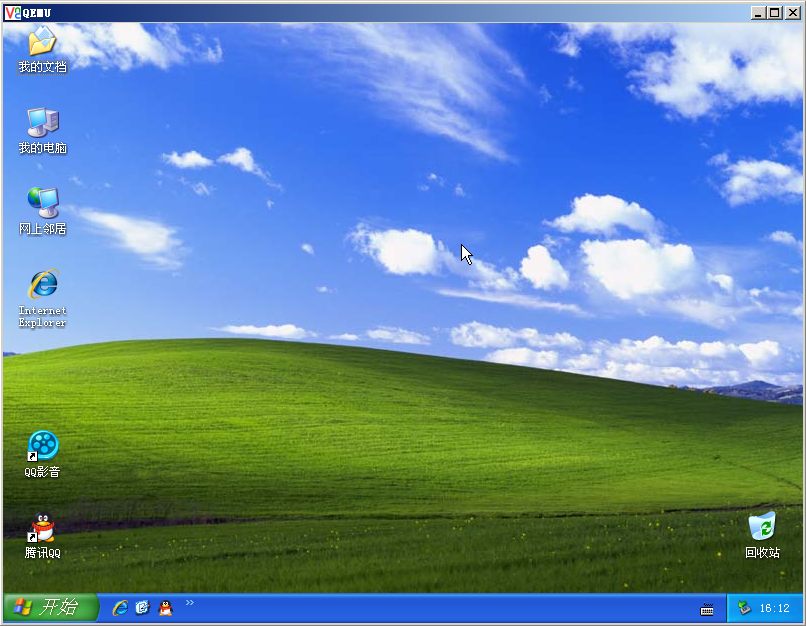 QEMU
我的文档
我的电脑
网上邻居
Internet
Explorer
QQ影音
腾讯QQ
回收站
开始
16:12